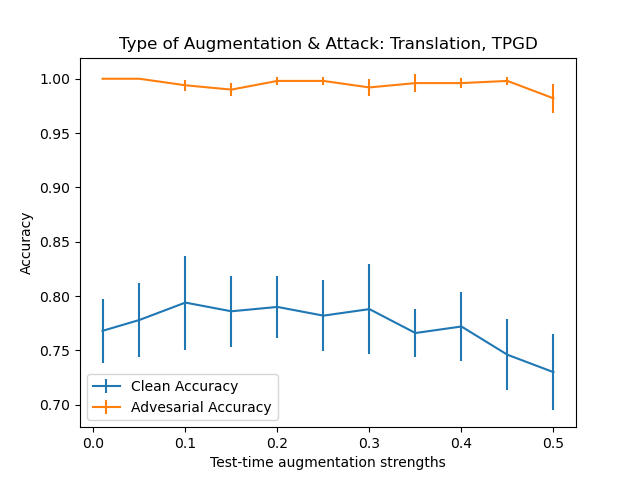 Type of Augmentation & Attack: Translation, TPGD
Accuracy
1.00
0.95
0.90
0.85
0.80
0.75
0.70
Clean Accuracy
Advesarial Accuracy
0.0 0.1 0.2 0.3 0.4 0.5
Test-time augmentation strengths